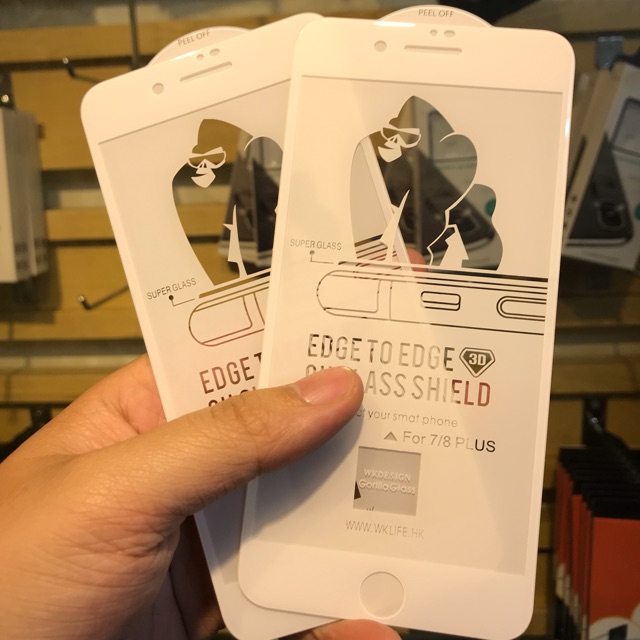 PEEL OFF
PEEL OFF
SUPER GLASS
SUPER GLASS
EDGE TO EDGE 3D
GLASS SHIELD
your smat phone
For 7/8 PLUS
WKDESIGN
Gorilla Glass
WWW.WKLIFE.HK